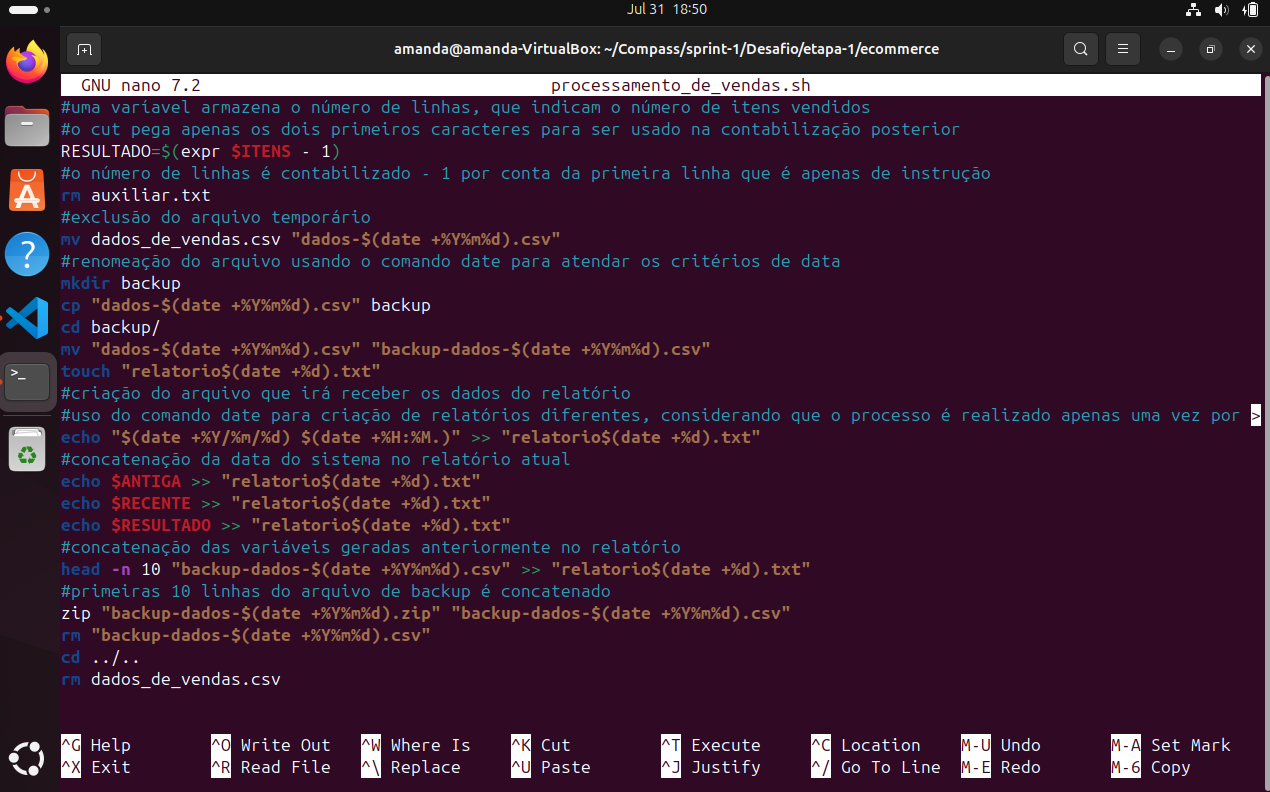 Jul 31 18:50
amanda@amanda-VirtualBox: ~/Compass/sprint-1/Desafio/etapa-1/ecommerce
GNU nano 7.2 processamento_de_vendas.sh
#uma varíavel armazena o número de linhas, que indicam o número de itens vendidos
#o cut pega apenas os dois primeiros caracteres para ser usado na contabilização posterior
RESULTADO=$(expr $ITENS - 1)
#o número de linhas é contabilizado - 1 por conta da primeira linha que é apenas de instrução
rm auxiliar.txt
#exclusão do arquivo temporário
mv dados_de_vendas.csv "dados-$(date +%Y%m%d).csv"
#renomeação do arquivo usando o comando date para atendar os critérios de data
mkdir backup
cp "dados-$(date +%Y%m%d).csv" backup
cd backup/
mv "dados-$(date +%Y%m%d).csv" "backup-dados-$(date +%Y%m%d).csv"
touch "relatorio$(date +%d).txt"
#criação do arquivo que irá receber os dados do relatório
#uso do comando date para criação de relatórios diferentes, considerando que o processo é realizado apenas uma vez por >
echo "$(date +%Y/%m/%d) $(date +%H:%M.)" >> "relatorio$(date +%d).txt"
#concatenação da data do sistema no relatório atual
echo $ANTIGA >> "relatorio$(date +%d).txt"
echo $RECENTE >> "relatorio$(date +%d).txt"
echo $RESULTADO >> "relatorio$(date +%d).txt"
#concatenação das variáveis geradas anteriormente no relatório
head -n 10 "backup-dados-$(date +%Y%m%d).csv" >> "relatorio$(date +%d).txt"
#primeiras 10 linhas do arquivo de backup é concatenado
zip "backup-dados-$(date +%Y%m%d).zip" "backup-dados-$(date +%Y%m%d).csv"
rm "backup-dados-$(date +%Y%m%d).csv"
cd ../..
rm dados_de_vendas.csv
^G Help ^O Write Out ^W Where Is ^K Cut ^T Execute ^C Location M-U Undo M-A Set Mark
^X Exit ^R Read File ^\ Replace ^U Paste ^J Justify ^/ Go To Line M-E Redo M-6 Copy